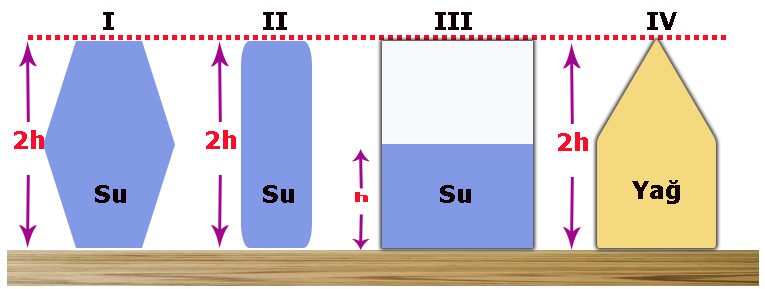 I II III IV
2h 2h h 2h
Su Su Su Yağ